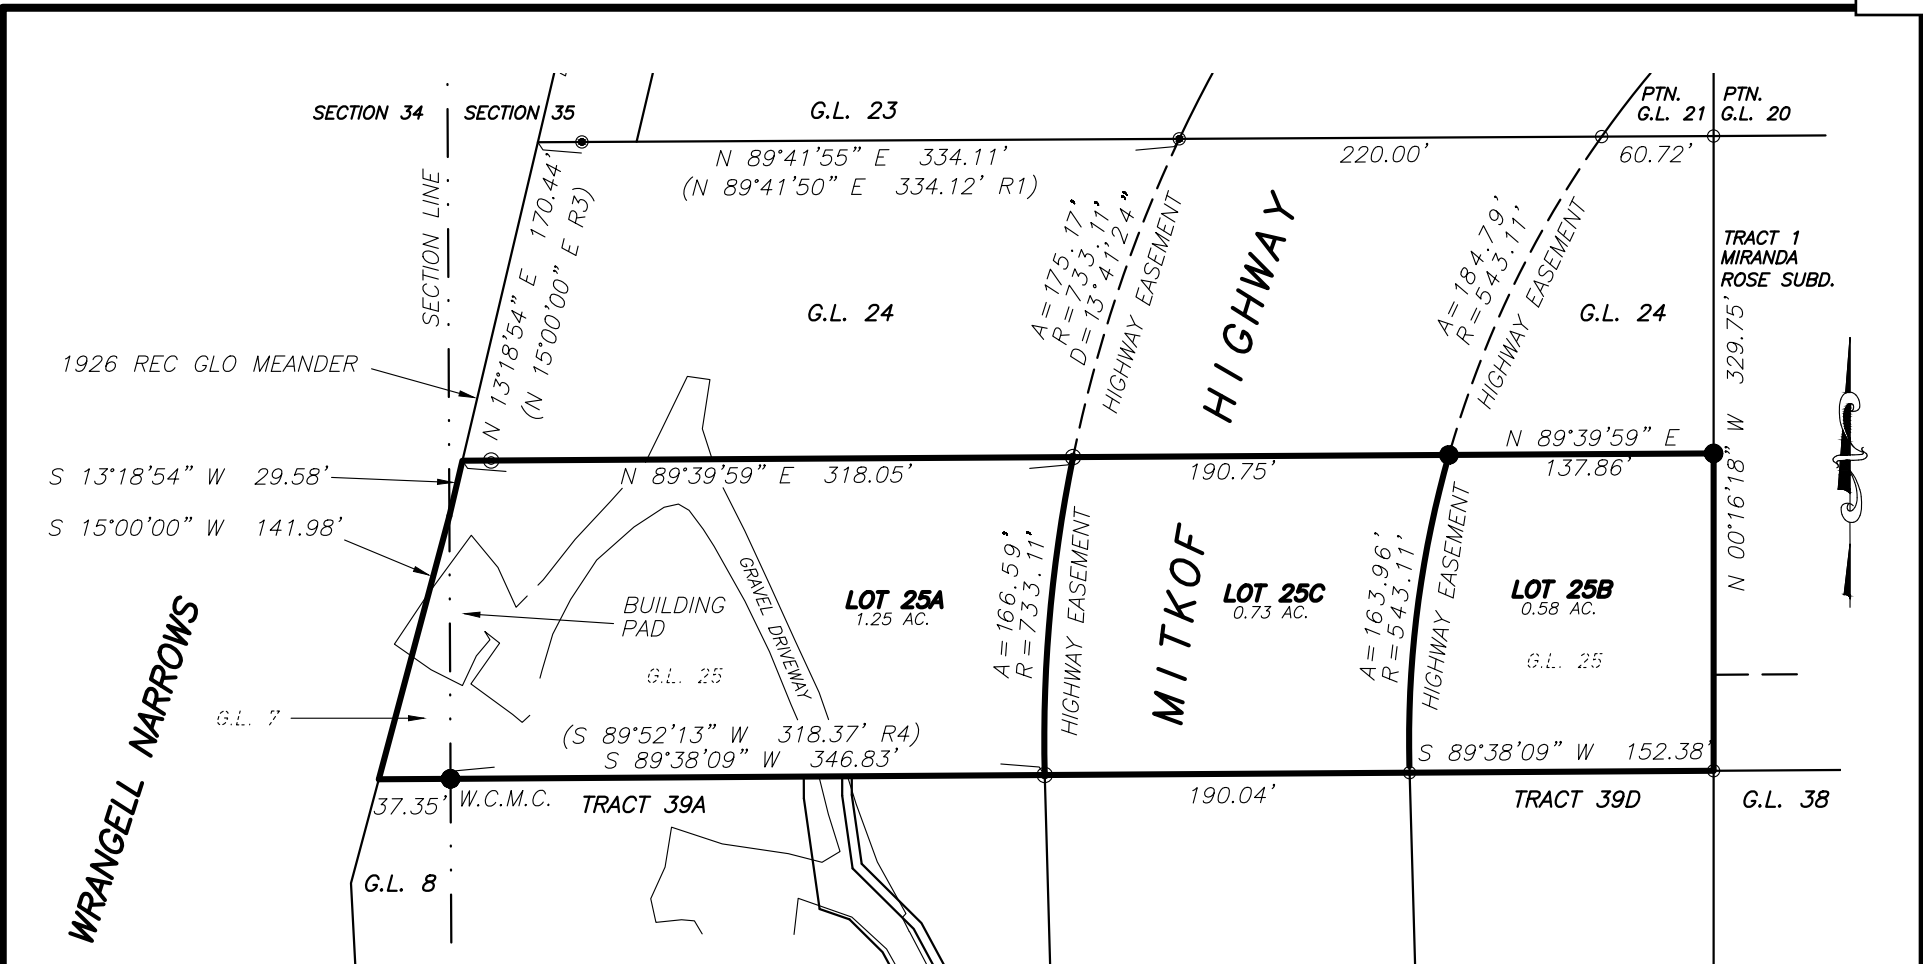 SECTION 34
SECTION 35
G.L. 23
PTN.
G.L. 21
PTN.
G.L. 20
N 89°41'55" E 334.11'
(N 89°41'50" E 334.12' R1)
220.00'
60.72'
SECTION LINE
N 13°18'54" E 170.44'
(N 15°00'00" E R3)
A=175.17'
R=733.11'
D=13°41'24"
HIGHWAY EASEMENT
HIGHWAY
A=184.79'
R=543.11'
HIGHWAY EASEMENT
TRACT 1
MIRANDA
ROSE SUBD.
G.L. 24
G.L. 24
1926 REC GLO MEANDER
N 00°16'18" W 329.75'
N 89°39'59" E
137.86'
S 13°18'54" W 29.58'
N 89°39'59" E 318.05'
190.75'
S 15°00'00" W 141.98'
GRAVEL DRIVEWAY
A=166.59'
R=733.11'
HIGHWAY EASEMENT
MITKOF
A=163.96'
R=543.11'
HIGHWAY EASEMENT
BUILDING
PAD
LOT 25A
1.25 AC.
LOT 25C
0.73 AC.
LOT 25B
0.58 AC.
G.L. 25
G.L. 25
WRANGELL NARROWS
G.L. 7
(S 89°52'13" W 318.37' R4)
S 89°38'09" W 346.83'
S 89°38'09" W 152.38'
37.35'
W.C.M.C.
TRACT 39A
190.04'
TRACT 39D
G.L. 38
G.L. 8